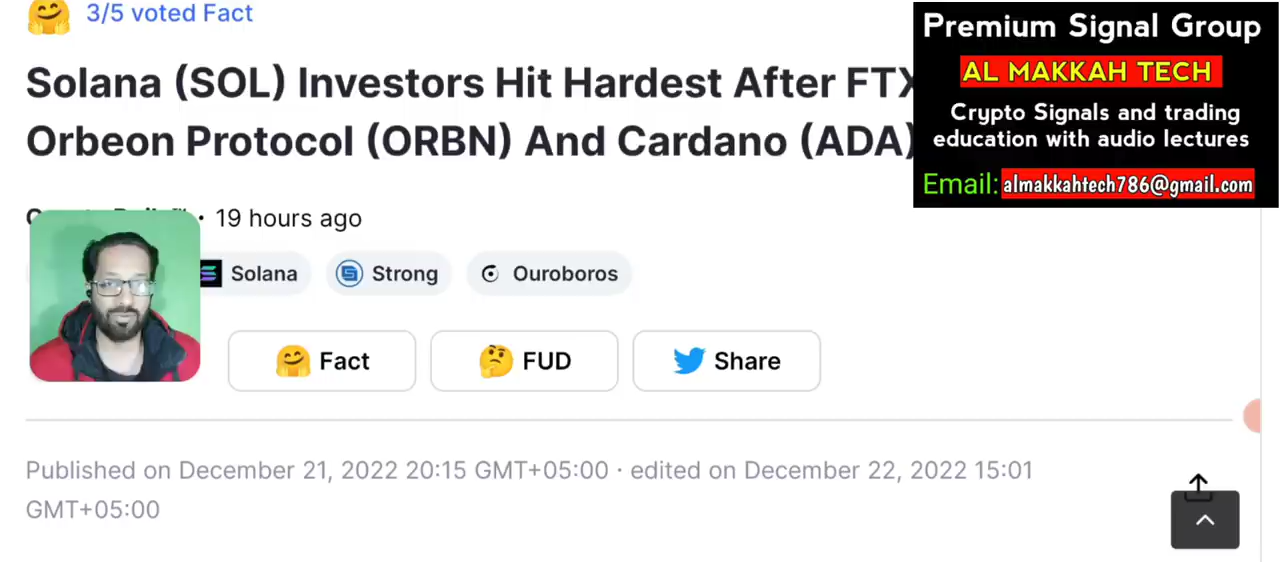 3/5 voted Fact
Solana (SOL) Investors Hit Hardest After FTX
Orbeon Protocol (ORBN) And Cardano (ADA)
· 19 hours ago
Solana
Strong
Ouroboros
Fact
FUD
Share
Published on December 21, 2022 20:15 GMT+05:00 · edited on December 22, 2022 15:01
GMT+05:00
Premium Signal Group
AL MAKKAH TECH
Crypto Signals and trading
education with audio lectures
Email: almakkahtech786@gmail.com